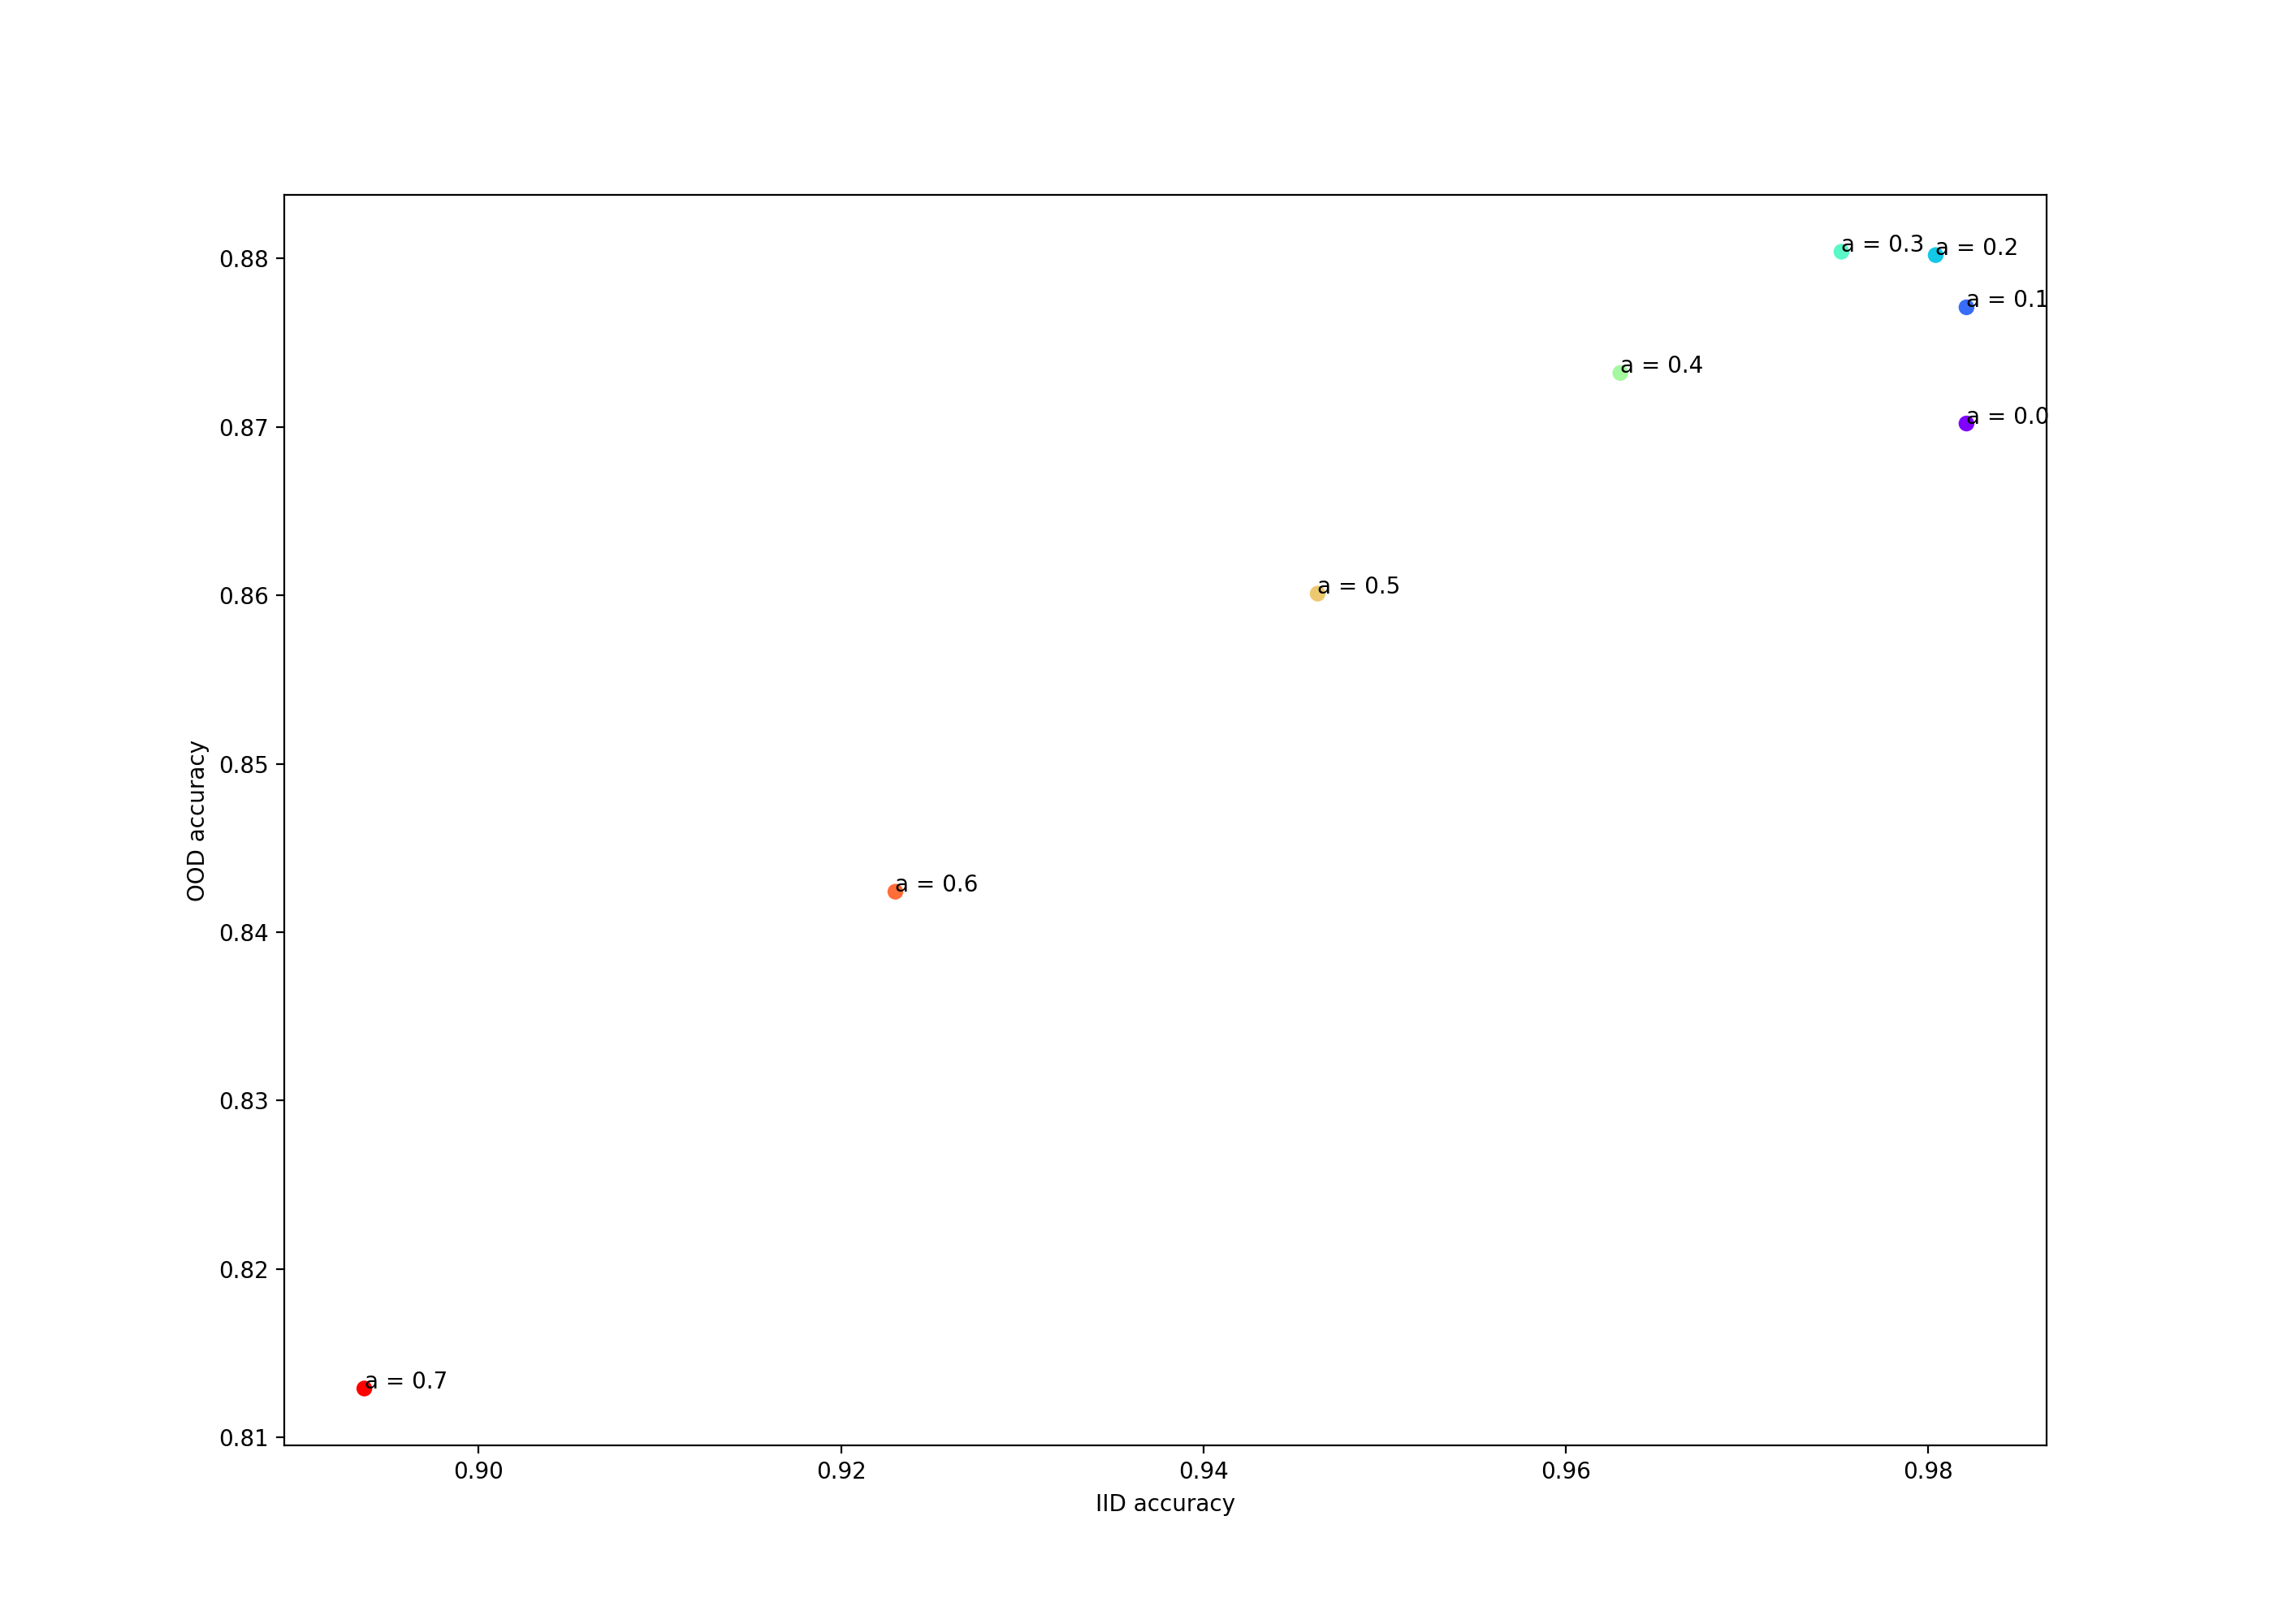 0.88
0.87
0.86
0.85
0.84
0.83
0.82
0.81
OOD accuracy
a = 0.3
a = 0.2
a = 0.1
a = 0.4
a = 0.0
a = 0.5
a = 0.6
a = 0.7
0.90
0.92
0.94
0.96
0.98
IID accuracy